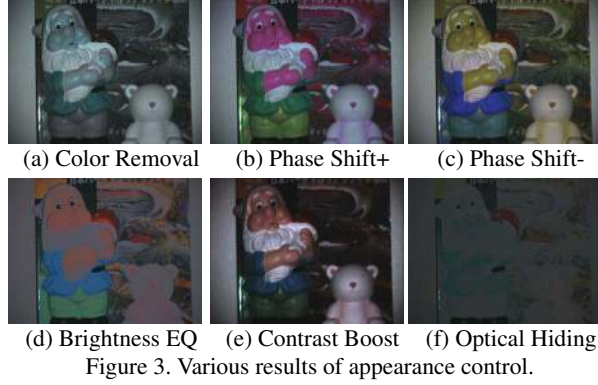 (a) Color Removal (b) Phase Shift+ (c) Phase Shift-
(d) Brightness EQ (e) Contrast Boost (f) Optical Hiding
Figure 3. Various results of appearance control.